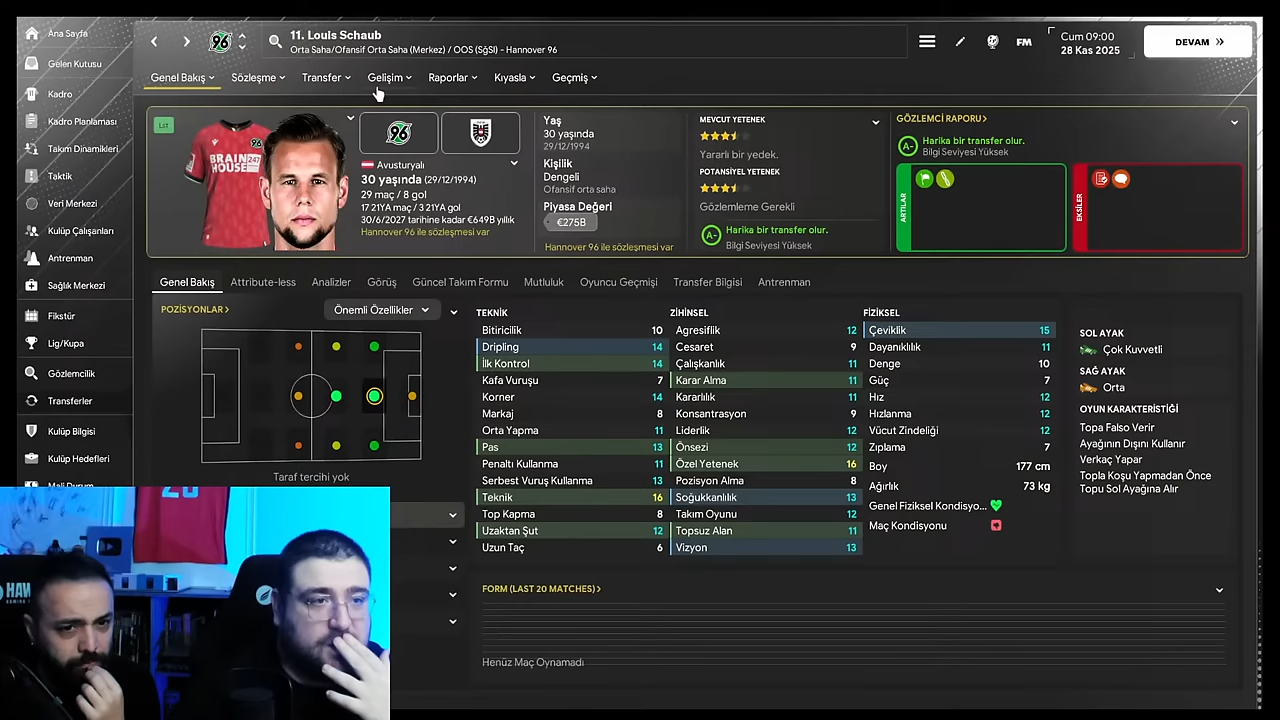 Ana Sayfa
Gelen Kutusu
Kadro
Kadro Planlaması
Takım Dinamikleri
Taktik
Veri Merkezi
Kulüp Çalışanları
Antrenman
Sağlık Merkezi
Fikstür
Lig/Kupa
Gözlemcilik
Transferler
Kulüp Bilgisi
Kulüp Hedefleri
11. Louis Schaub
Orta Saha/Ofansif Orta Saha (Merkez) / OOS (SğSl) - Hannover 96
FM
Cum 09:00
28 Kas 2025
DEVAM
Genel Bakış
Sözleşme
Transfer
Gelişim
Raporlar
Kıyasla
Geçmiş
Lst
BRAIN
HOUSE 247
96
Avusturyalı
30 yaşında (29/12/1994)
29 maç / 8 gol
17 21YA maç / 3 21YA gol
30/6/2027 tarihine kadar €649B yıllık
Hannover 96 ile sözleşmesi var
Yaş
30 yaşında
29/12/1994
Kişilik
Dengeli
Ofansif orta saha
Piyasa Değeri
€275B
Hannover 96 ile sözleşmesi var
MEVCUT YETENEK
Yararlı bir yedek.
POTANSİYEL YETENEK
Gözlemleme Gerekli
A- Harika bir transfer olur.
Bilgi Seviyesi Yüksek
GÖZLEMCİ RAPORU
A- Harika bir transfer olur.
Bilgi Seviyesi Yüksek
ARTILAR
EKSİLER
Genel Bakış
Attribute-less
Analizler
Görüş
Güncel Takım Formu
Mutluluk
Oyuncu Geçmişi
Transfer Bilgisi
Antrenman
POZİSYONLAR
Önemli Özellikler
Taraf tercihi yok
TEKNİK
Bitiricilik 10
Dripling 14
İlk Kontrol 14
Kafa Vuruşu 7
Korner 14
Markaj 8
Orta Yapma 11
Pas 13
Penaltı Kullanma 11
Serbest Vuruş Kullanma 13
Teknik 16
Top Kapma 8
Uzaktan Şut 12
Uzun Taç 6
ZİHİNSEL
Agresiflik 12
Cesaret 9
Çalışkanlık 11
Karar Alma 11
Kararlılık 11
Konsantrasyon 9
Liderlik 12
Önsezi 12
Özel Yetenek 16
Pozisyon Alma 8
Soğukkanlılık 13
Takım Oyunu 12
Topsuz Alan 11
Vizyon 13
FİZİKSEL
Çeviklik 15
Dayanıklılık 11
Denge 10
Güç 7
Hız 12
Hızlanma 12
Vücut Zindeliği 12
Zıplama 7
Boy 177 cm
Ağırlık 73 kg
Genel Fiziksel Kondisyo...
Maç Kondisyonu
SOL AYAK
Çok Kuvvetli
SAĞ AYAK
Orta
OYUN KARAKTERİSTİĞİ
Topa Falso Verir
Ayağının Dışını Kullanır
Verkaç Yapar
Topla Koşu Yapmadan Önce
Topu Sol Ayağına Alır
FORM (LAST 20 MATCHES)
Henüz Maç Oynamadı